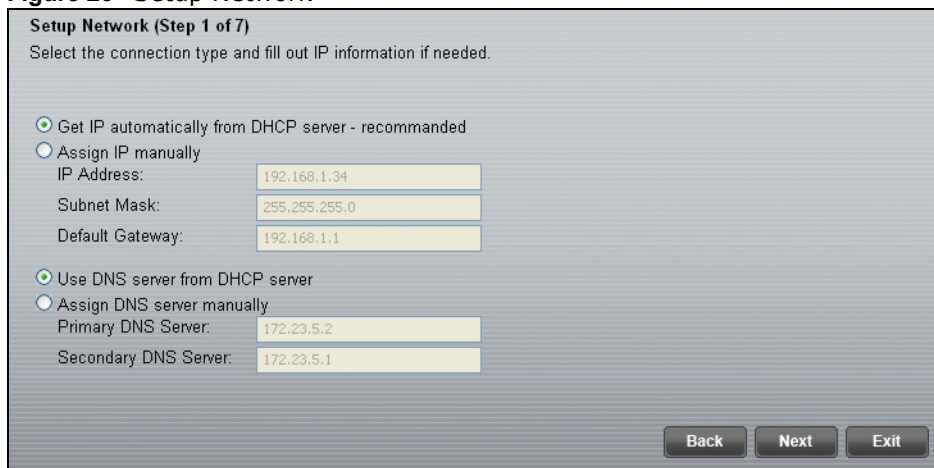 Setup Network (Step 1 of 7)
Select the connection type and fill out IP information if needed.
Get IP automatically from DHCP server - recommanded
Assign IP manually
IP Address: 192.168.1.34
Subnet Mask: 255.255.255.0
Default Gateway: 192.168.1.1
Use DNS server from DHCP server
Assign DNS server manually
Primary DNS Server: 172.23.5.2
Secondary DNS Server: 172.23.5.1
Back Next Exit